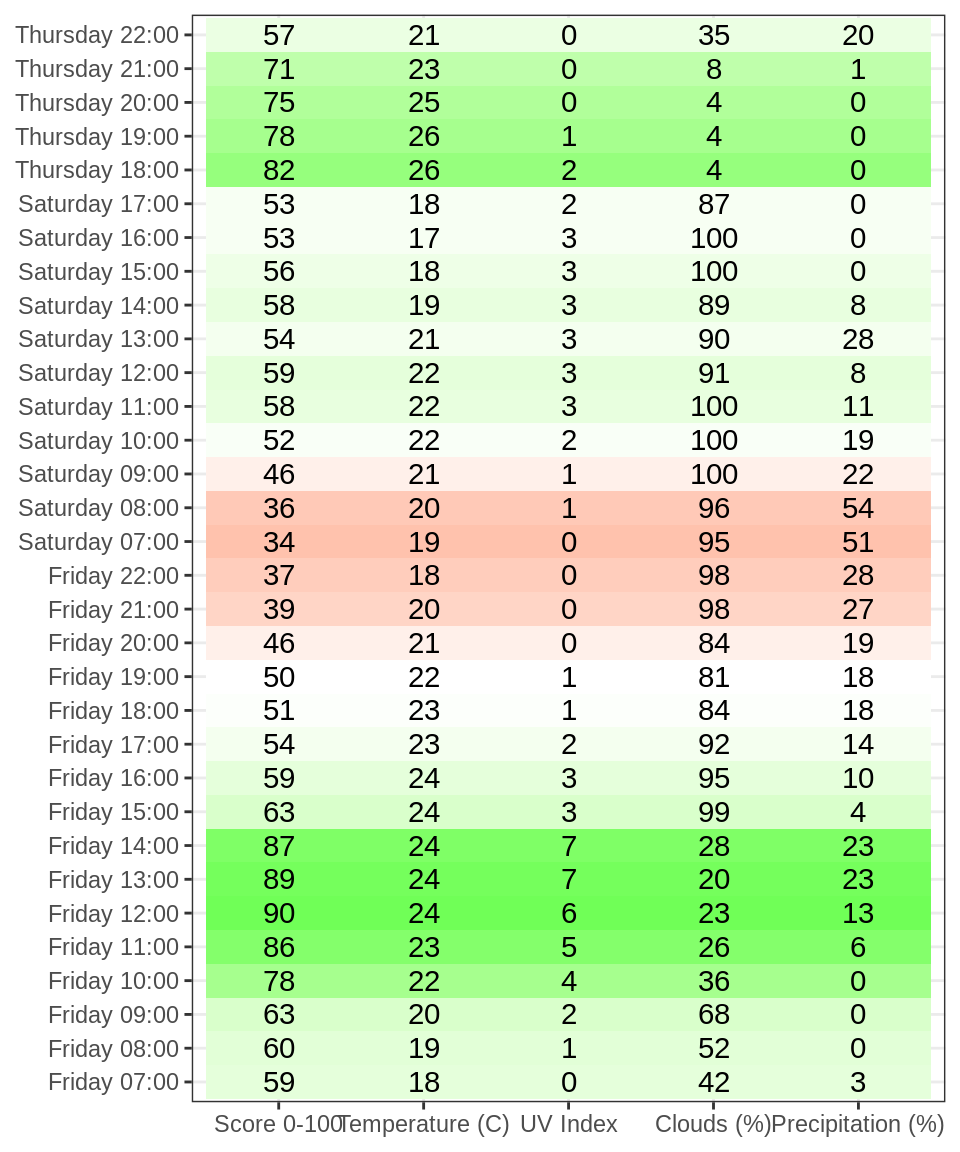 Thursday 22:00 57 21 0 35 20
Thursday 21:00 71 23 0 8 1
Thursday 20:00 75 25 0 4 0
Thursday 19:00 78 26 1 4 0
Thursday 18:00 82 26 2 4 0
Saturday 17:00 53 18 2 87 0
Saturday 16:00 53 17 3 100 0
Saturday 15:00 56 18 3 100 0
Saturday 14:00 58 19 3 89 8
Saturday 13:00 54 21 3 90 28
Saturday 12:00 59 22 3 91 8
Saturday 11:00 58 22 3 100 11
Saturday 10:00 52 22 2 100 19
Saturday 09:00 46 21 1 100 22
Saturday 08:00 36 20 1 96 54
Saturday 07:00 34 19 0 95 51
Friday 22:00 37 18 0 98 28
Friday 21:00 39 20 0 98 27
Friday 20:00 46 21 0 84 19
Friday 19:00 50 22 1 81 18
Friday 18:00 51 23 1 84 18
Friday 17:00 54 23 2 92 14
Friday 16:00 59 24 3 95 10
Friday 15:00 63 24 3 99 4
Friday 14:00 87 24 7 28 23
Friday 13:00 89 24 7 20 23
Friday 12:00 90 24 6 23 13
Friday 11:00 86 23 5 26 6
Friday 10:00 78 22 4 36 0
Friday 09:00 63 20 2 68 0
Friday 08:00 60 19 1 52 0
Friday 07:00 59 18 0 42 3
Score 0-100 Temperature (C) UV Index Clouds (%) Precipitation (%)